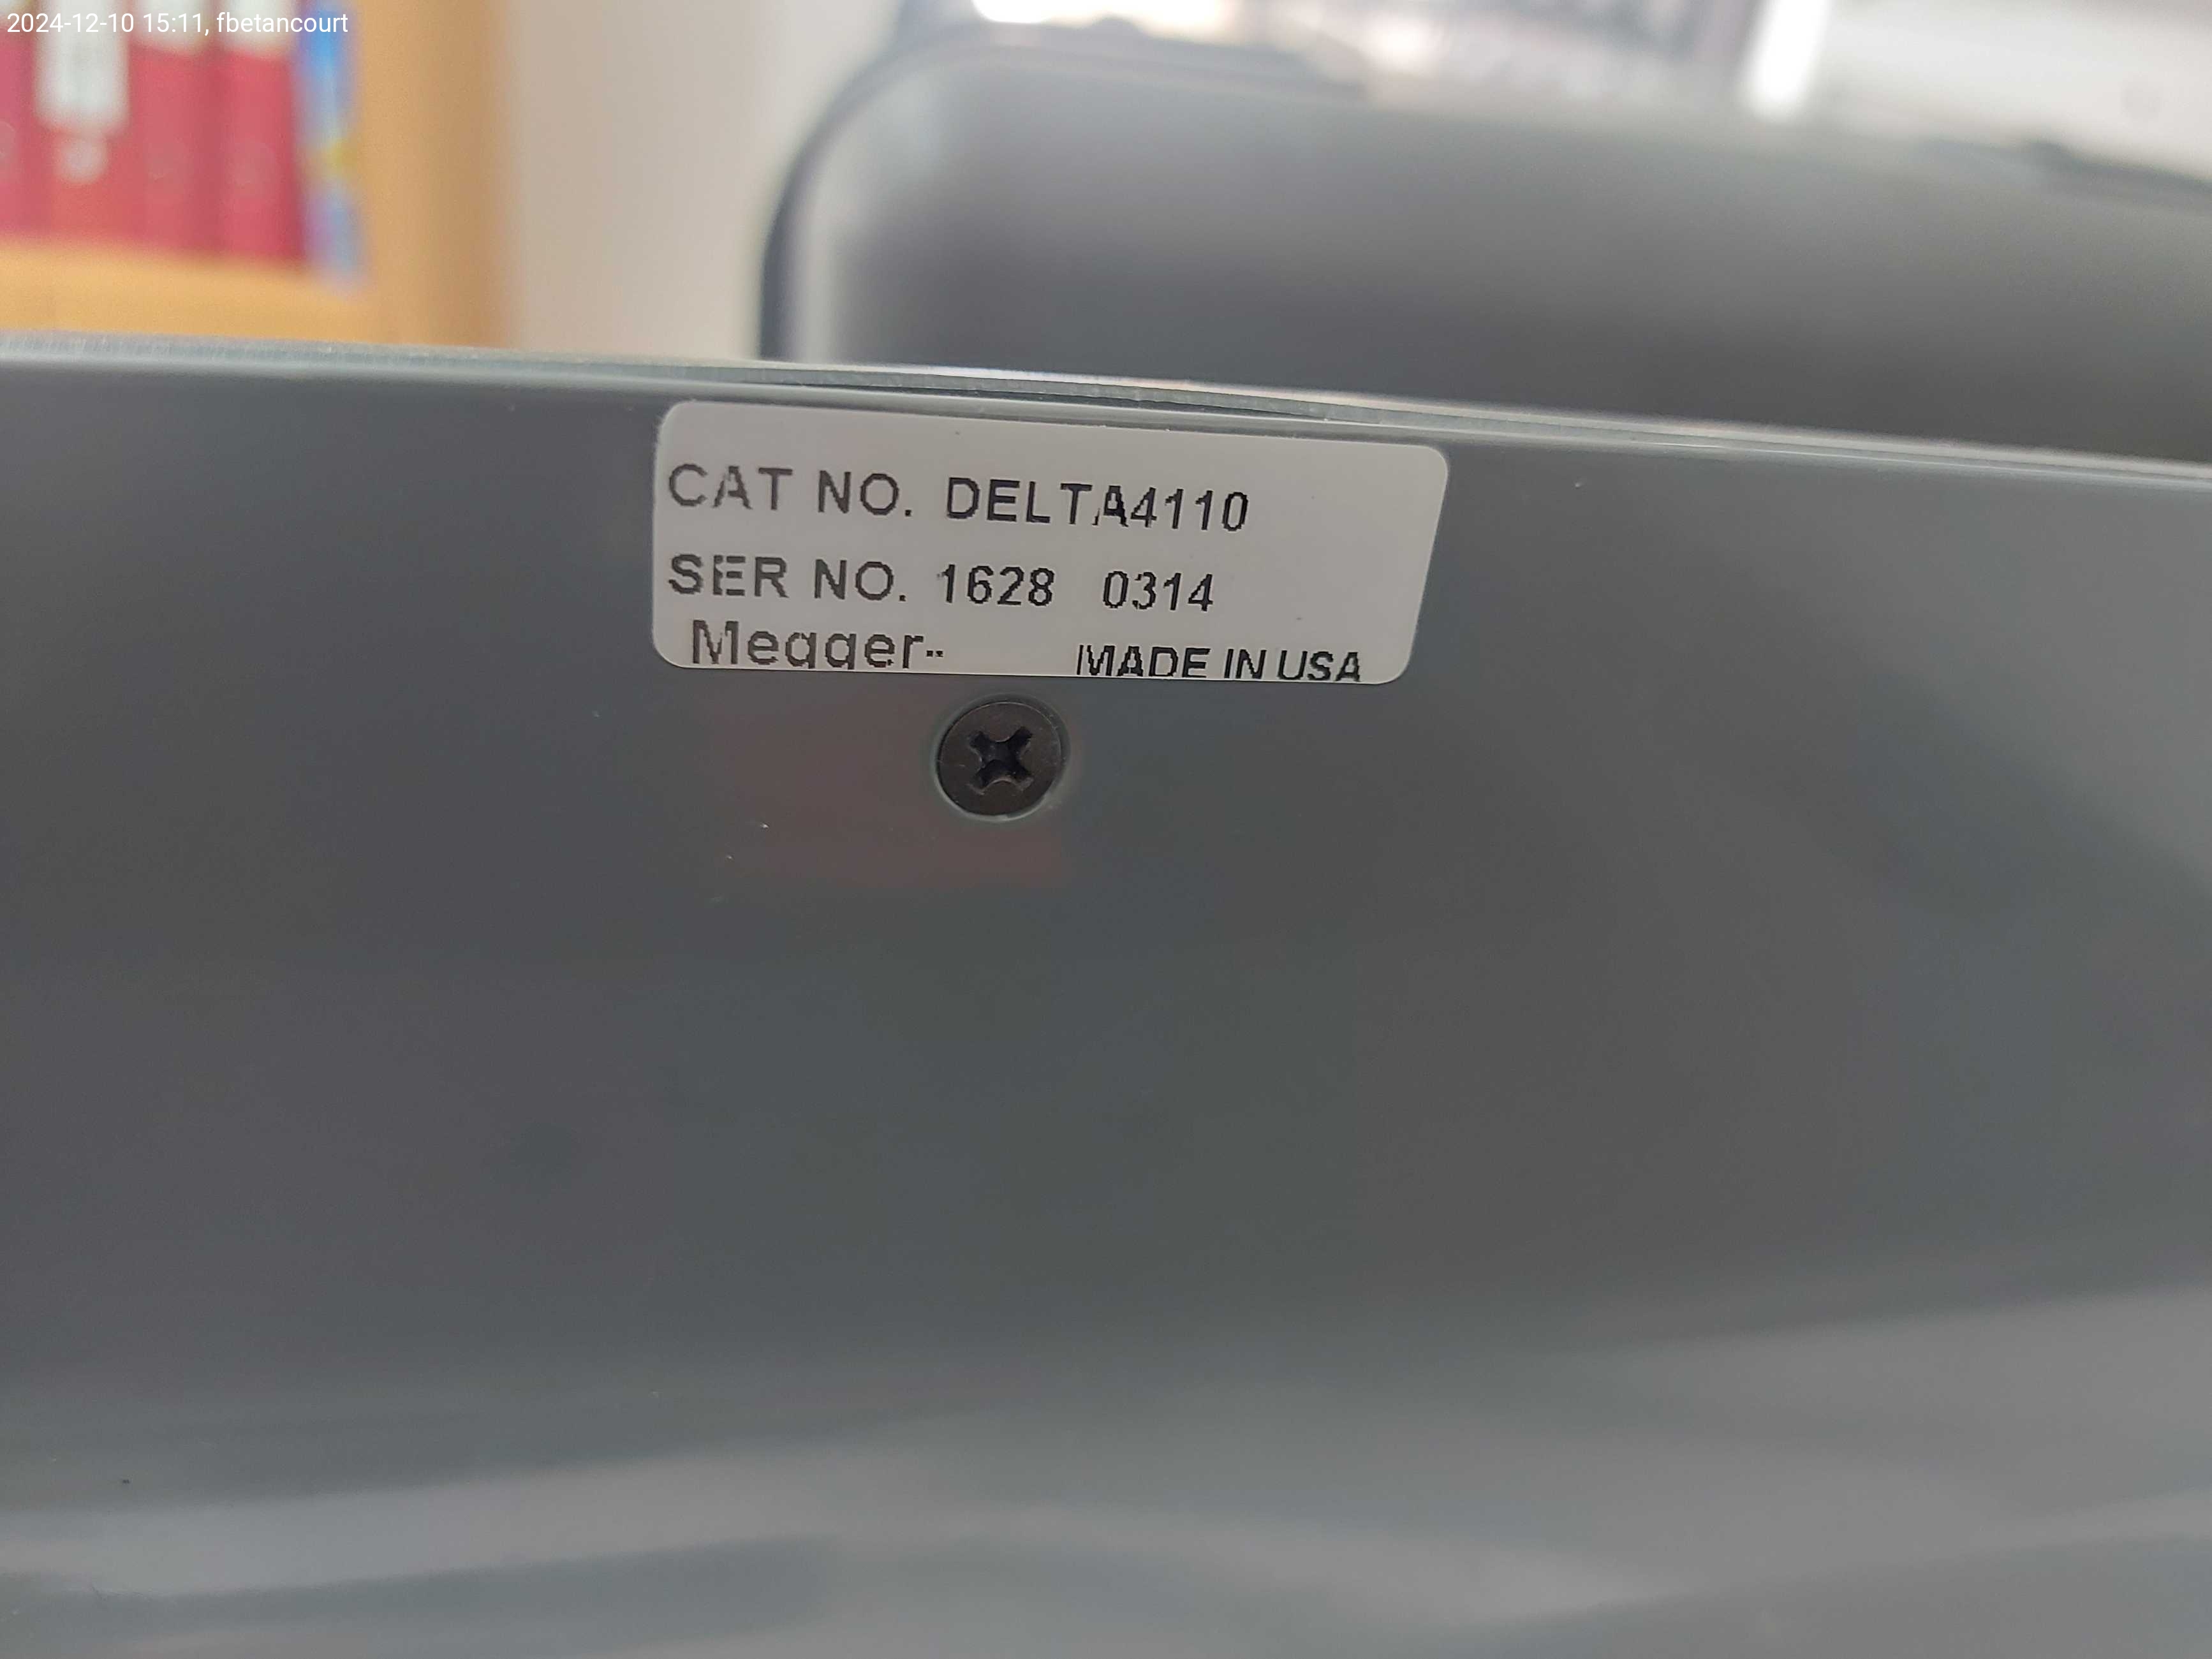 2024-12-10 15:11, fbetancourt
CAT NO. DELTA4110
SER NO. 1628 0314
Megger
MADE IN USA